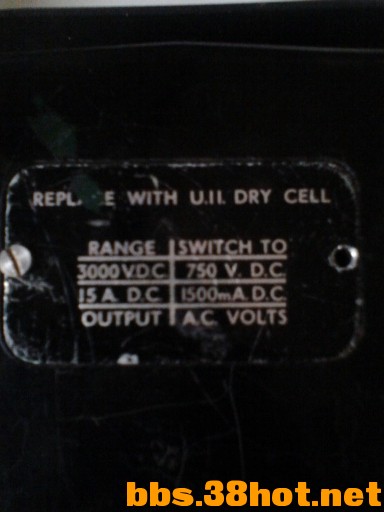 REPL E WITH U.11. DRY CELL
RANGE SWITCH TO
3000 V.D.C. 750 V. D.C.
15 A. D.C. 1500mA.D.C
OUTPUT A.C. VOLTS
bbs.38hot.net